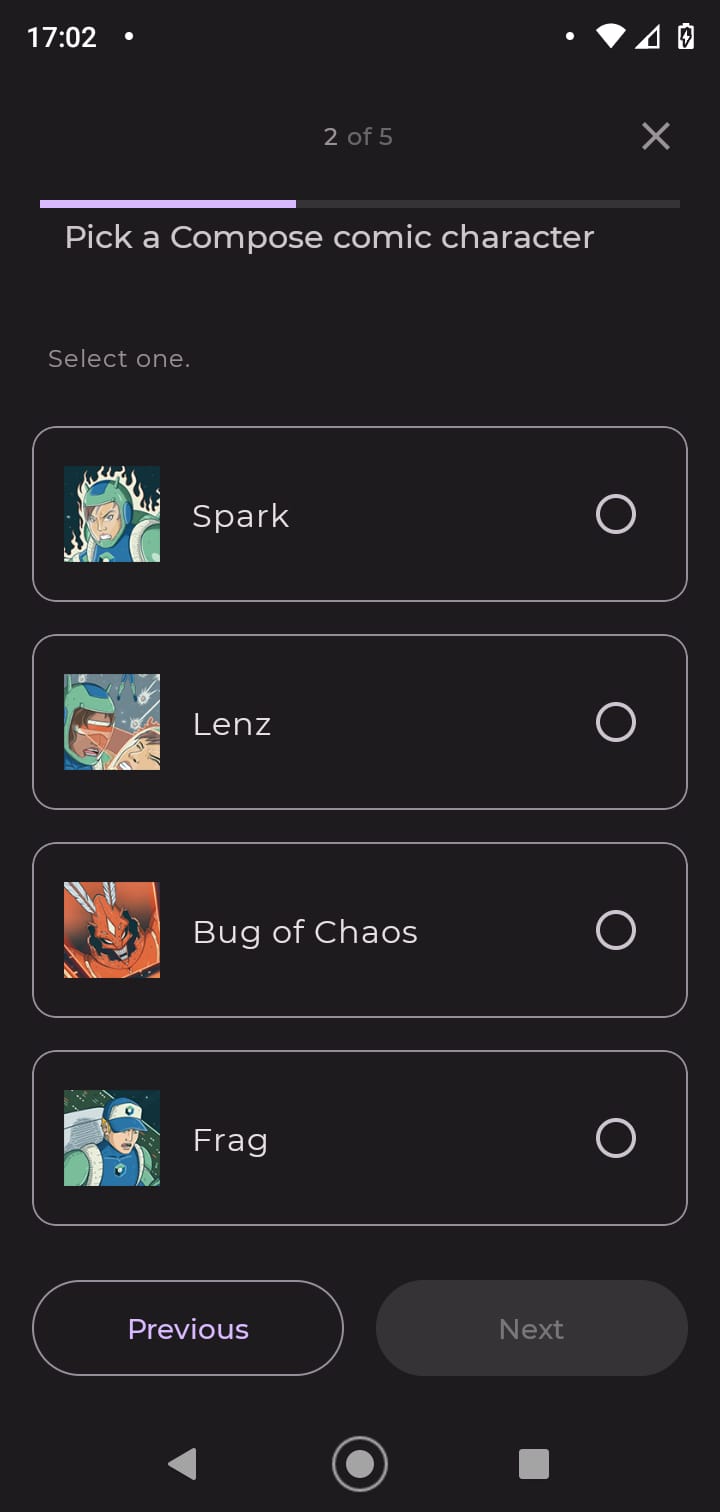 17:02
2 of 5
Pick a Compose comic character
Select one.
Spark
Lenz
Bug of Chaos
Frag
Previous
Next